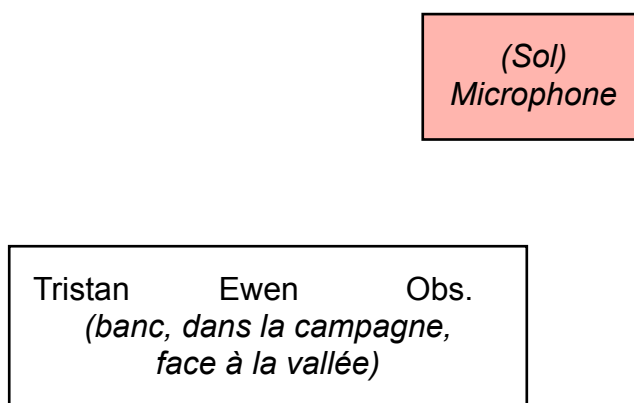 (Sol)
Microphone
Tristan Ewen Obs.
(banc, dans la campagne,
face à la vallée)